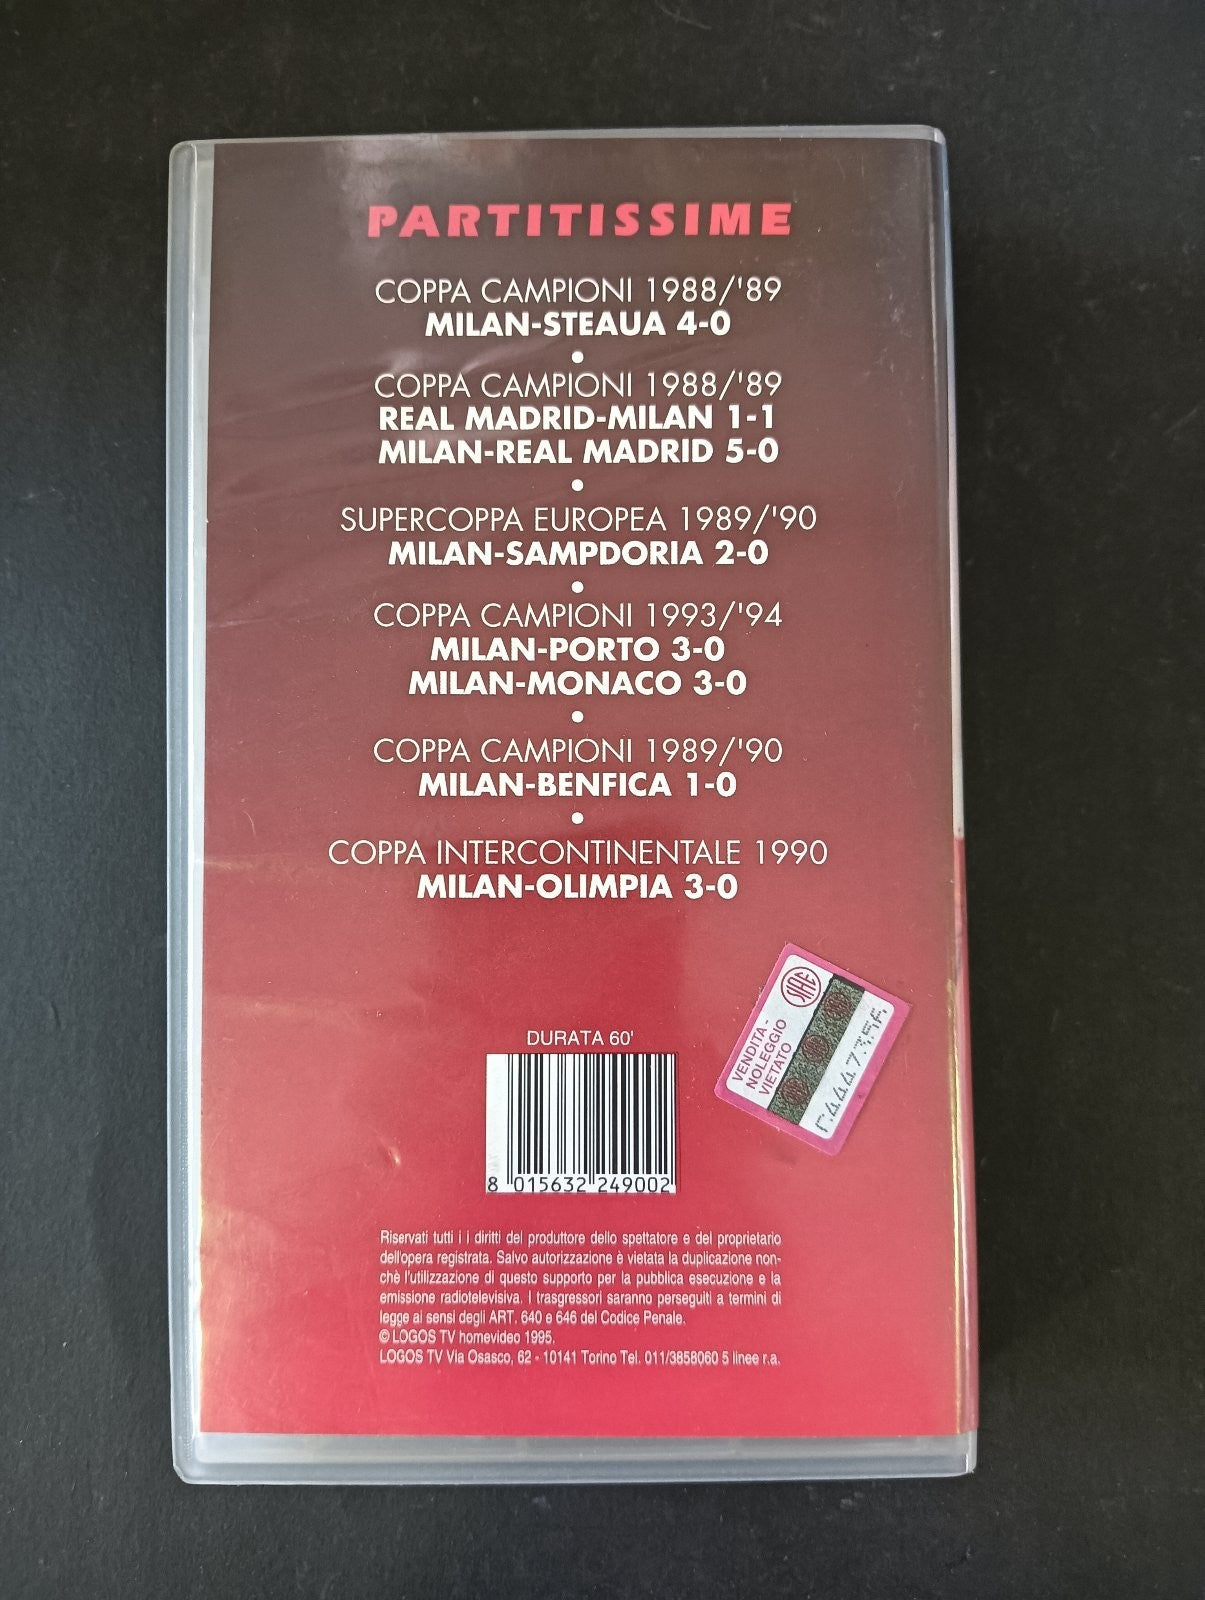 PARTITISSIME
COPPA CAMPIONI 1988/'89
MILAN-STEAUA 4-0
•
COPPA CAMPIONI 1988/'89
REAL MADRID-MILAN 1-1
MILAN-REAL MADRID 5-0
•
SUPERCOPPA EUROPEA 1989/'90
MILAN-SAMPDORIA 2-0
•
COPPA CAMPIONI 1993/'94
MILAN-PORTO 3-0
MILAN-MONACO 3-0
•
COPPA CAMPIONI 1989/'90
MILAN-BENFICA 1-0
•
COPPA INTERCONTINENTALE 1990
MILAN-OLIMPIA 3-0
SIAE
VENDITA -
NOLEGGIO
VIETATO
DURATA 60'
8 015632 249002
Riservati tutti i i diritti del produttore dello spettatore e del proprietario
dell'opera registrata. Salvo autorizzazione è vietata la duplicazione non-
chè l'utilizzazione di questo supporto per la pubblica esecuzione e la
emissione radiotelevisiva. I trasgressori saranno perseguiti a termini di
legge ai sensi degli ART. 640 e 646 del Codice Penale.
© LOGOS TV homevideo 1995.
LOGOS TV Via Osasco, 62 - 10141 Torino Tel. 011/3858060 5 linee r.a.